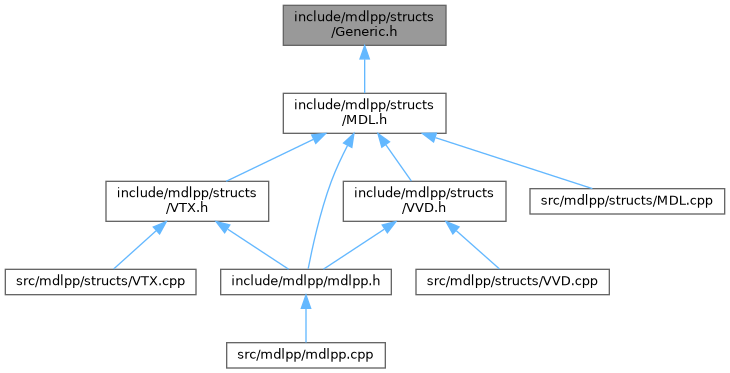 include/mdlpp/structs
/Generic.h
include/mdlpp/structs
/MDL.h
include/mdlpp/structs
/VTX.h
include/mdlpp/structs
/VVD.h
src/mdlpp/structs/MDL.cpp
src/mdlpp/structs/VTX.cpp
include/mdlpp/mdlpp.h
src/mdlpp/structs/VVD.cpp
src/mdlpp/mdlpp.cpp